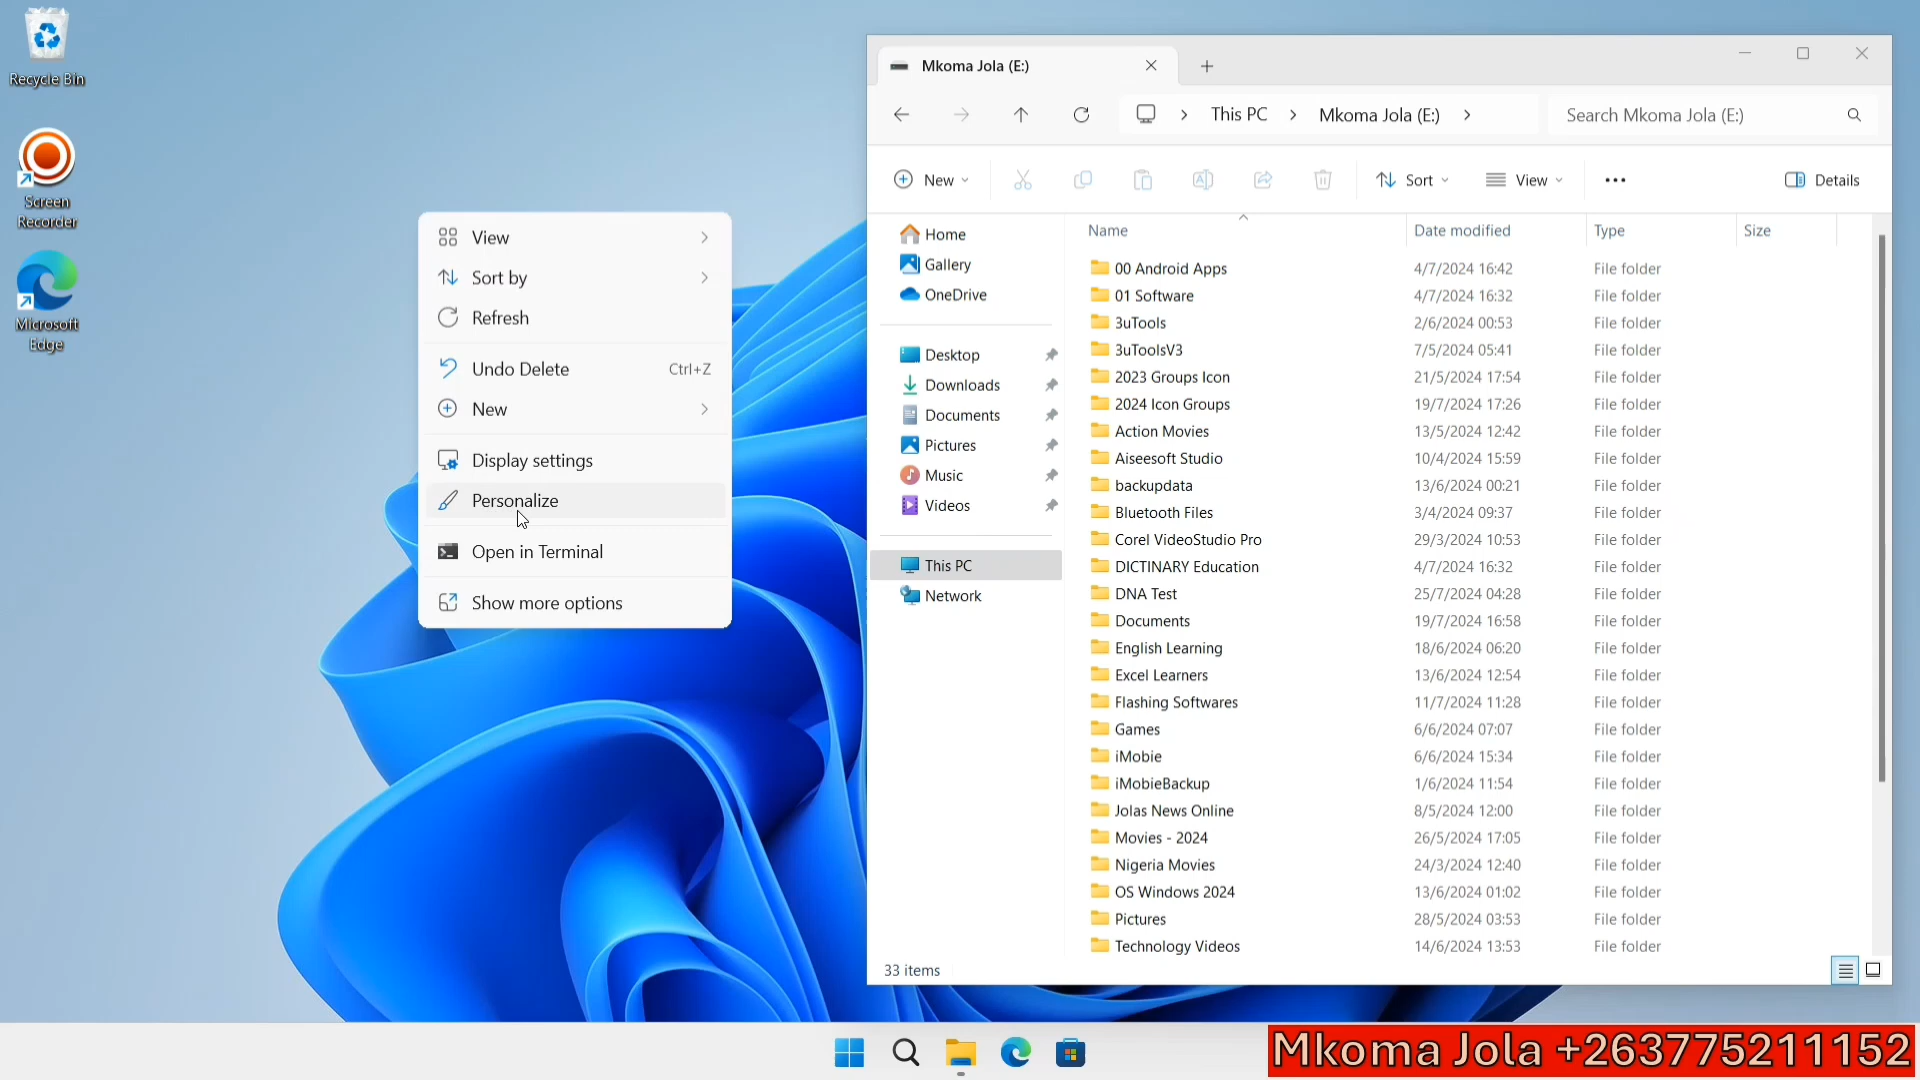 Recycle Bin
Screen
Recorder
Microsoft
Edge
View
Sort by
Refresh
Undo Delete Ctrl+Z
New
Display settings
Personalize
Open in Terminal
Show more options
Mkoma Jola (E:)
This PC > Mkoma Jola (E:) > Search Mkoma Jola (E:)
New Sort View Details
Home
Gallery
OneDrive
Desktop
Downloads
Documents
Pictures
Music
Videos
This PC
Network
Name Date modified Type Size
00 Android Apps 4/7/2024 16:42 File folder
01 Software 4/7/2024 16:32 File folder
3uTools 2/6/2024 00:53 File folder
3uToolsV3 7/5/2024 05:41 File folder
2023 Groups Icon 21/5/2024 17:54 File folder
2024 Icon Groups 19/7/2024 17:26 File folder
Action Movies 13/5/2024 12:42 File folder
Aiseesoft Studio 10/4/2024 15:59 File folder
backupdata 13/6/2024 00:21 File folder
Bluetooth Files 3/4/2024 09:37 File folder
Corel VideoStudio Pro 29/3/2024 10:53 File folder
DICTINARY Education 4/7/2024 16:32 File folder
DNA Test 25/7/2024 04:28 File folder
Documents 19/7/2024 16:58 File folder
English Learning 18/6/2024 06:20 File folder
Excel Learners 13/6/2024 12:54 File folder
Flashing Softwares 11/7/2024 11:28 File folder
Games 6/6/2024 07:07 File folder
iMobie 6/6/2024 15:34 File folder
iMobieBackup 1/6/2024 11:54 File folder
Jolas News Online 8/5/2024 12:00 File folder
Movies - 2024 26/5/2024 17:05 File folder
Nigeria Movies 24/3/2024 12:40 File folder
OS Windows 2024 13/6/2024 01:02 File folder
Pictures 28/5/2024 03:53 File folder
Technology Videos 14/6/2024 13:53 File folder
33 items
Mkoma Jola +263775211152